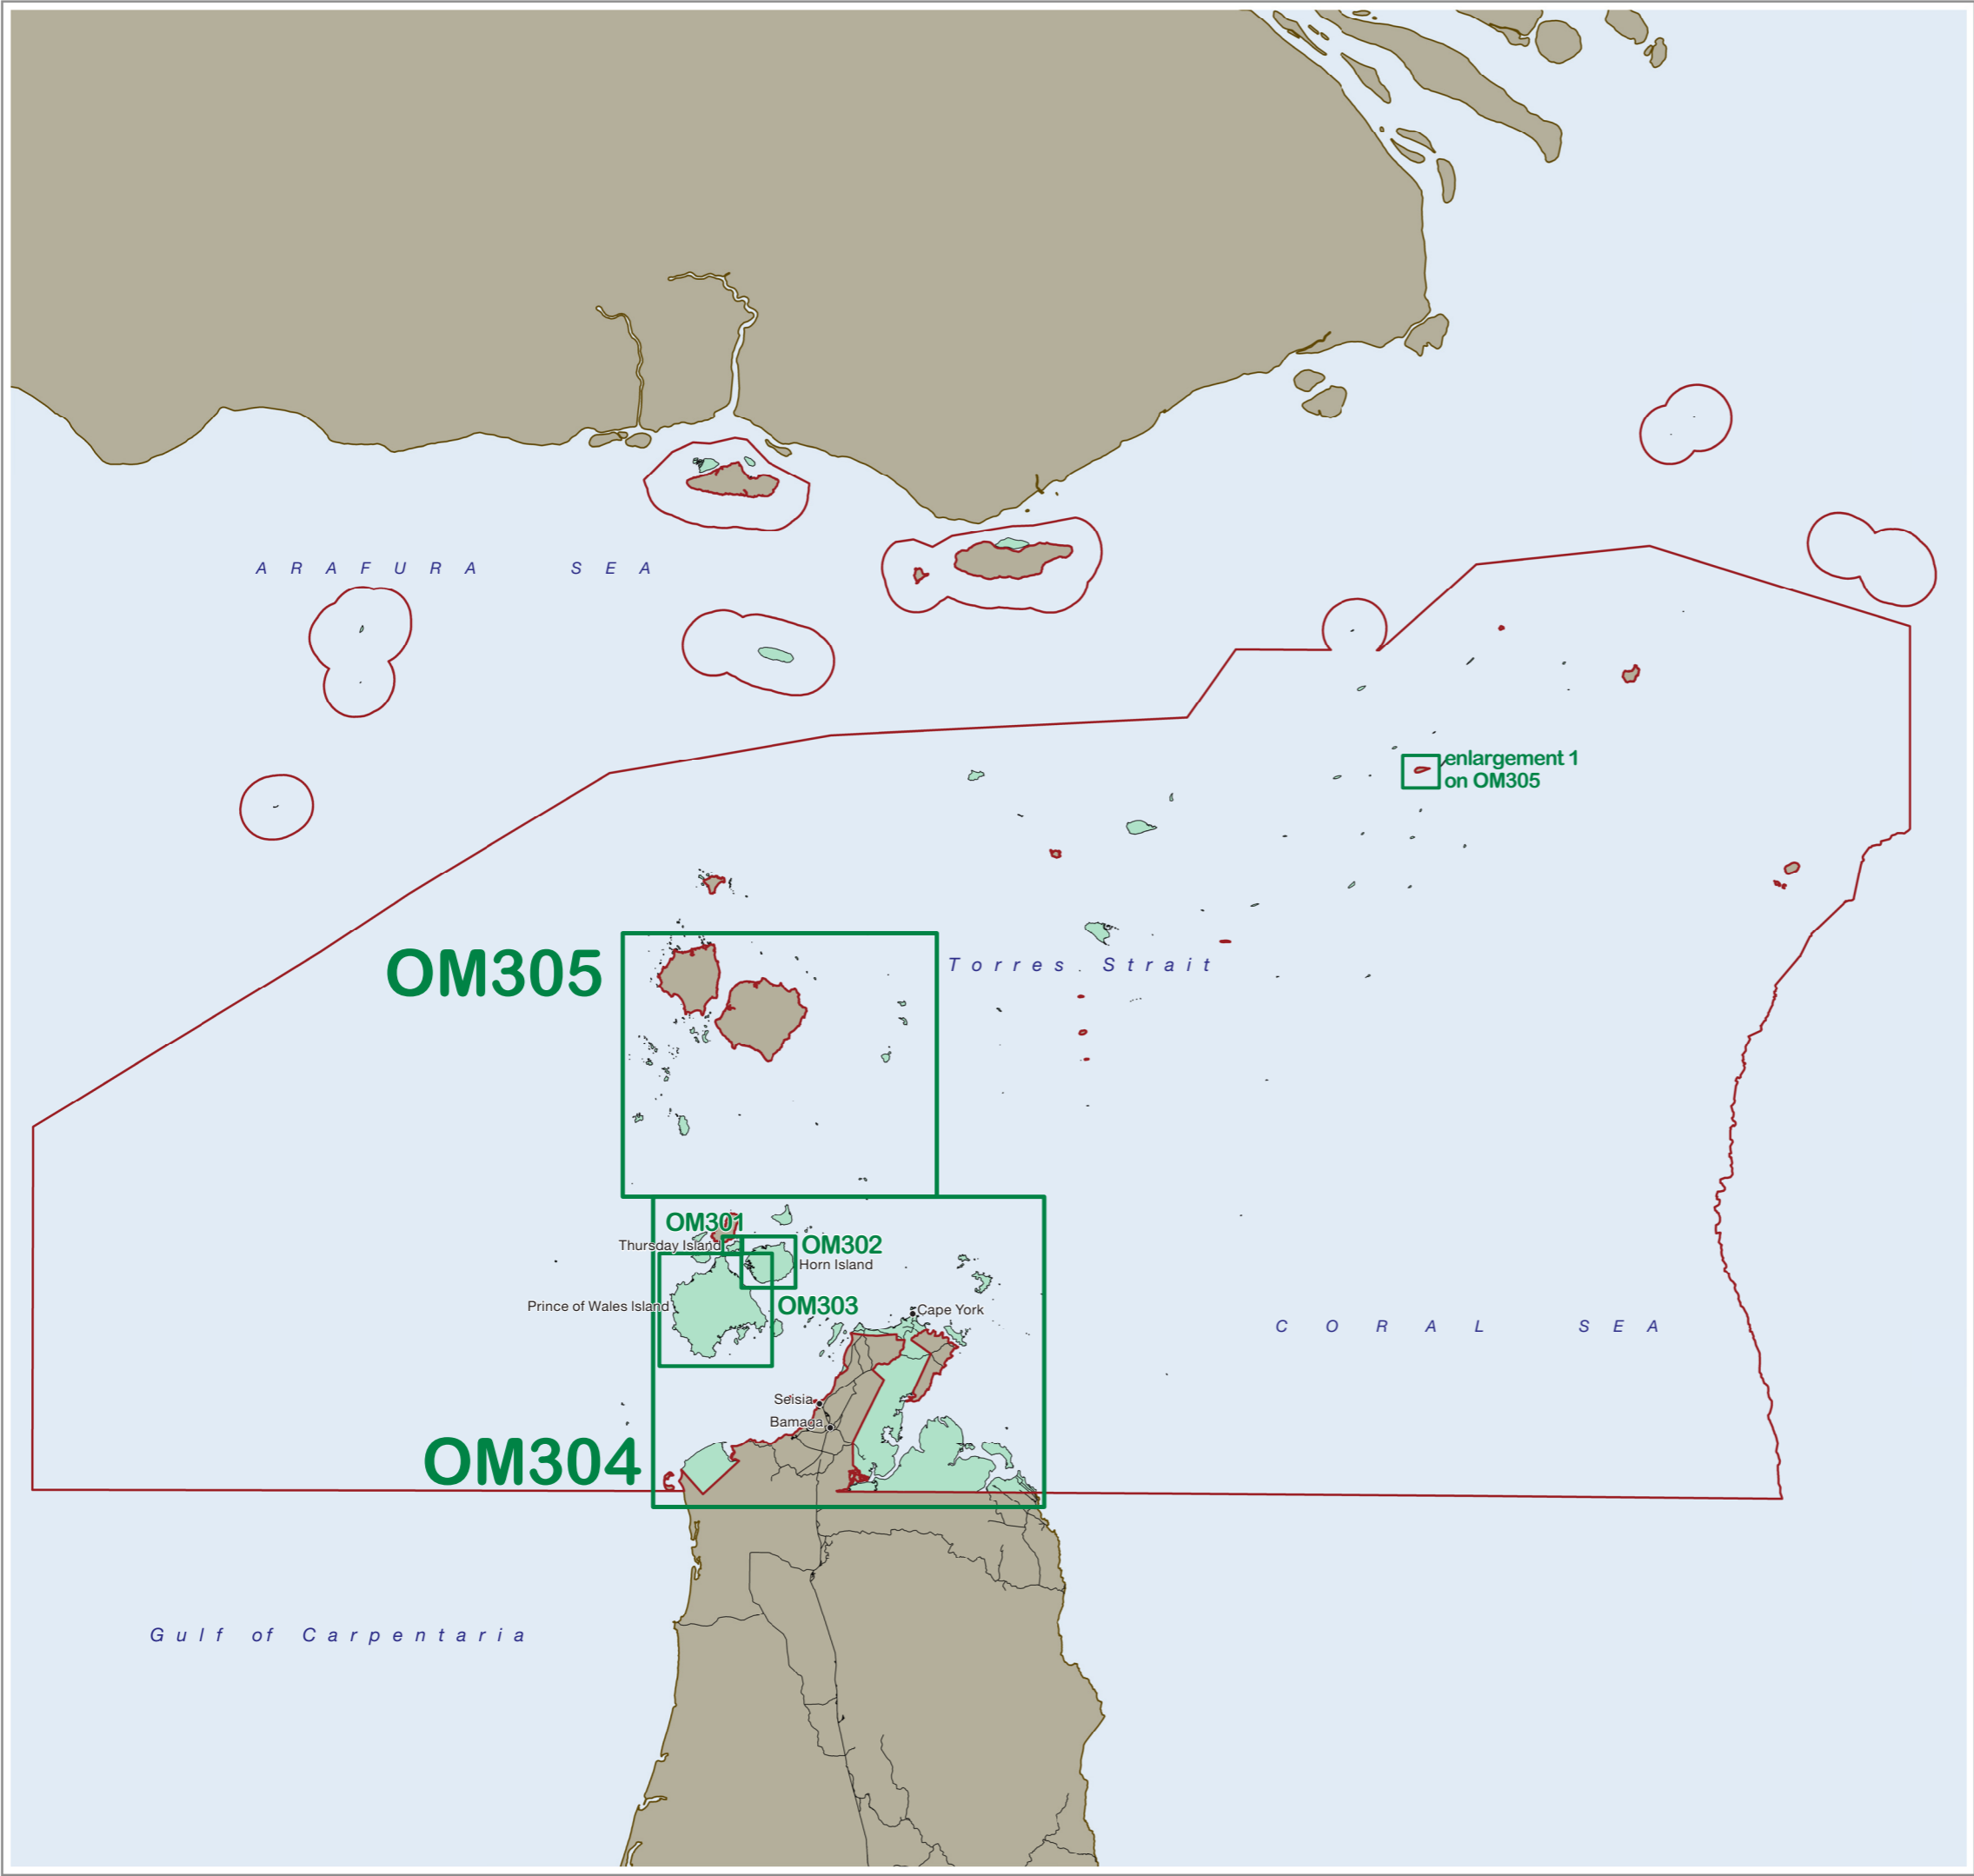 ARAFURA SEA
enlargement 1
on OM305
OM305
Torres Strait
OM301
Thursday Island
OM302
Horn Island
Prince of Wales Island
OM303
Cape York
CORAL SEA
Seisia
Bamaga
OM304
Gulf of Carpentaria